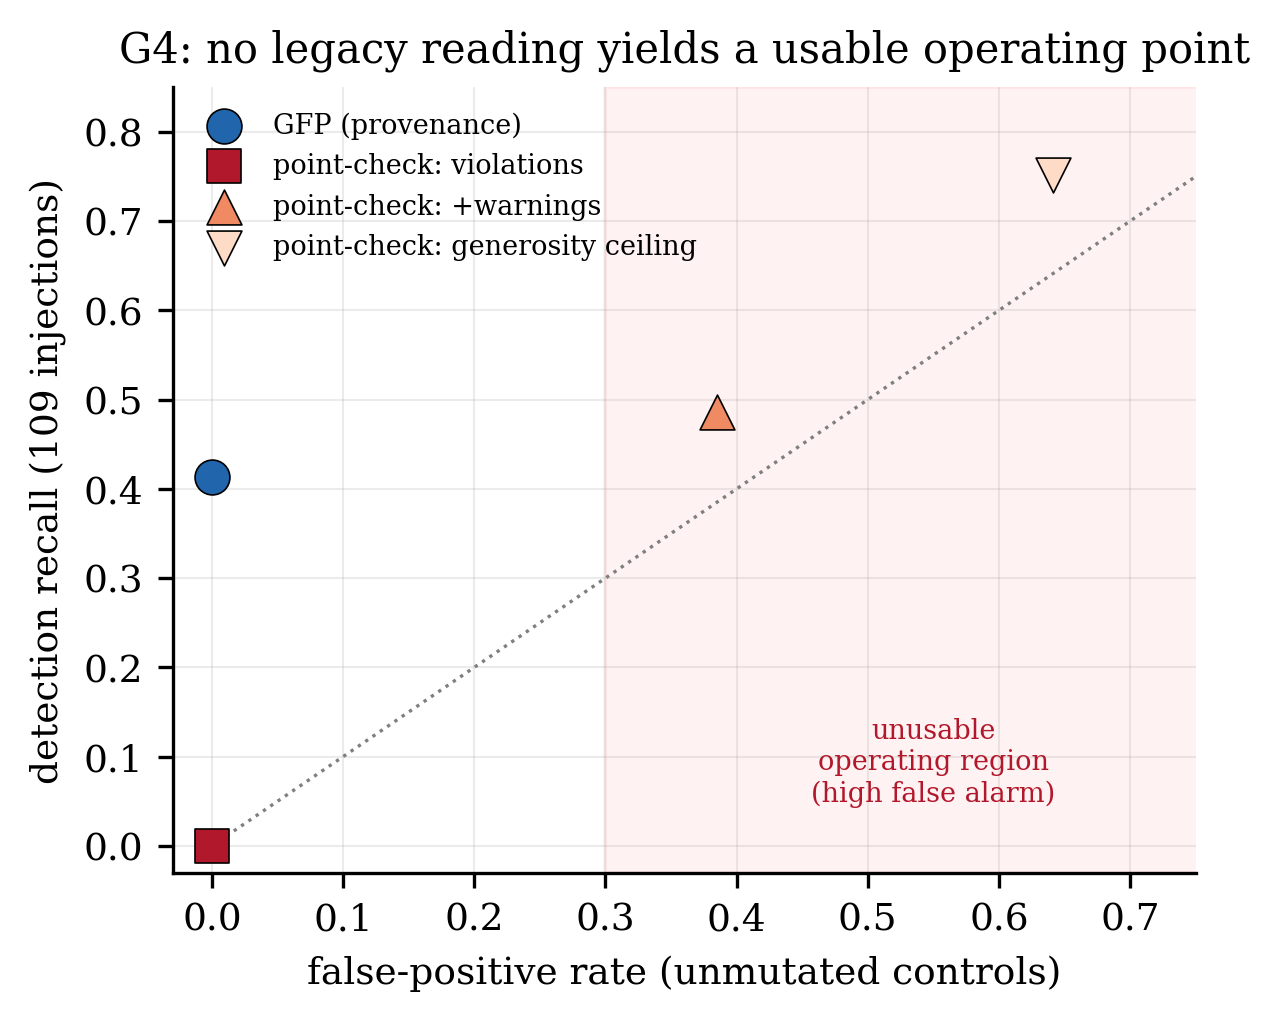 G4: no legacy reading yields a usable operating point
GFP (provenance)
point-check: violations
point-check: +warnings
point-check: generosity ceiling
detection recall (109 injections)
0.8
0.7
0.6
0.5
0.4
0.3
0.2
0.1
0.0
unusable
operating region
(high false alarm)
0.0 0.1 0.2 0.3 0.4 0.5 0.6 0.7
false-positive rate (unmutated controls)